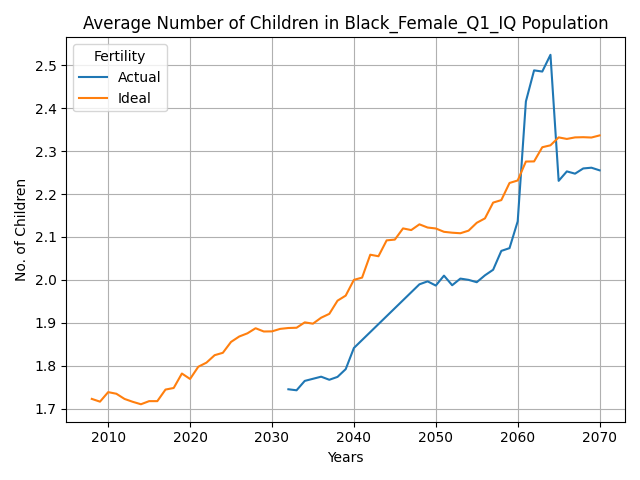 Average Number of Children in Black_Female_Q1_IQ Population
Fertility
Actual
Ideal
No. of Children
2.5
2.4
2.3
2.2
2.1
2.0
1.9
1.8
1.7
2010 2020 2030 2040 2050 2060 2070
Years